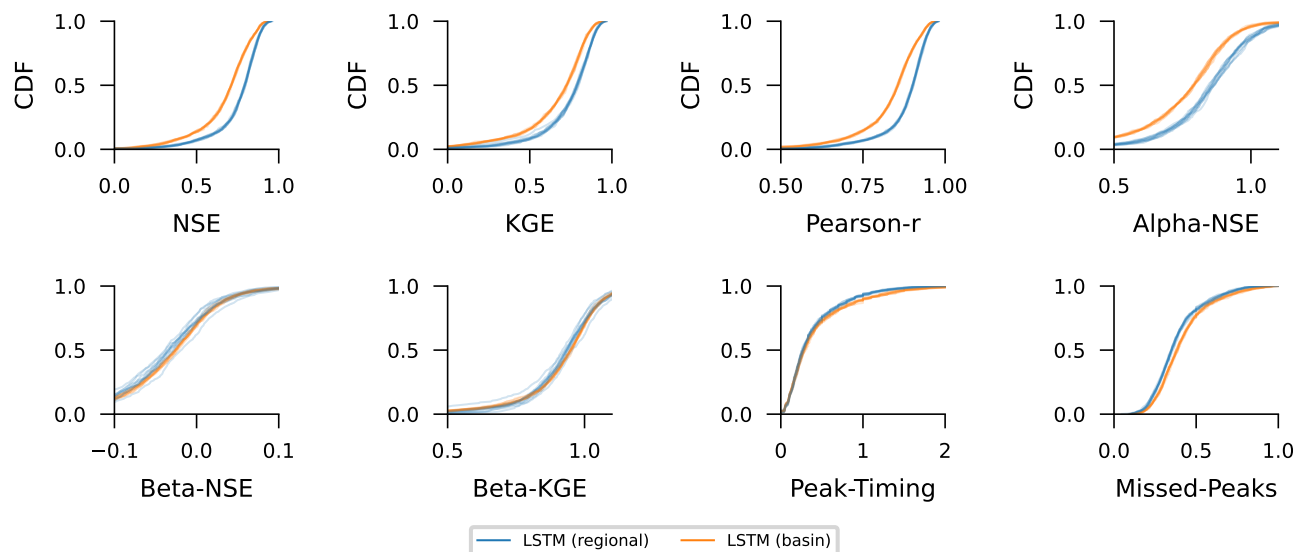 1.0 1.0 1.0 1.0
CDF CDF CDF CDF
0.5 0.5 0.5 0.5
0.0 0.0 0.0 0.0
0.0 0.5 1.0 0.0 0.5 1.0 0.50 0.75 1.00 0.5 1.0
NSE KGE Pearson-r Alpha-NSE
1.0 1.0 1.0 1.0
0.5 0.5 0.5 0.5
0.0 0.0 0.0 0.0
−0.1 0.0 0.1 0.5 1.0 0 1 2 0.0 0.5 1.0
Beta-NSE Beta-KGE Peak-Timing Missed-Peaks
LSTM (regional) LSTM (basin)